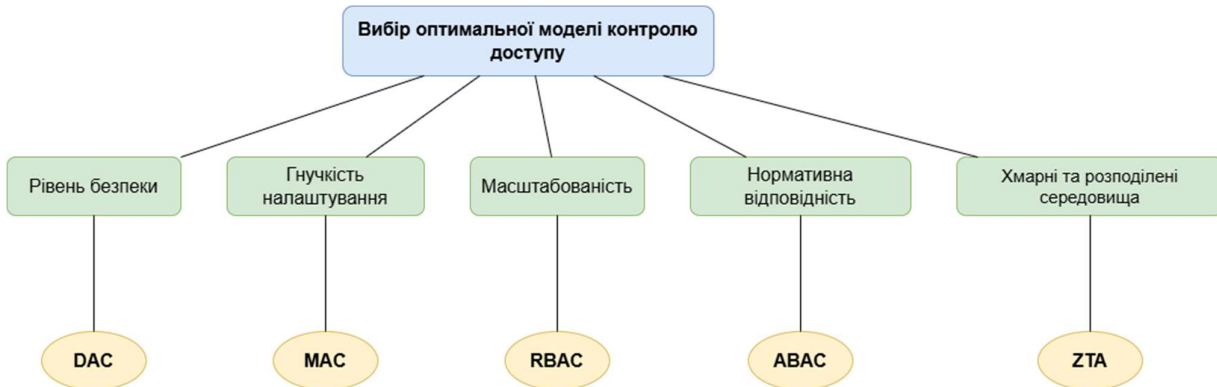 Вибір оптимальної моделі контролю
доступу
Рівень безпеки
Гнучкість
налаштування
Масштабованість
Нормативна
відповідність
Хмарні та розподілені
середовища
DAC
MAC
RBAC
ABAC
ZTA